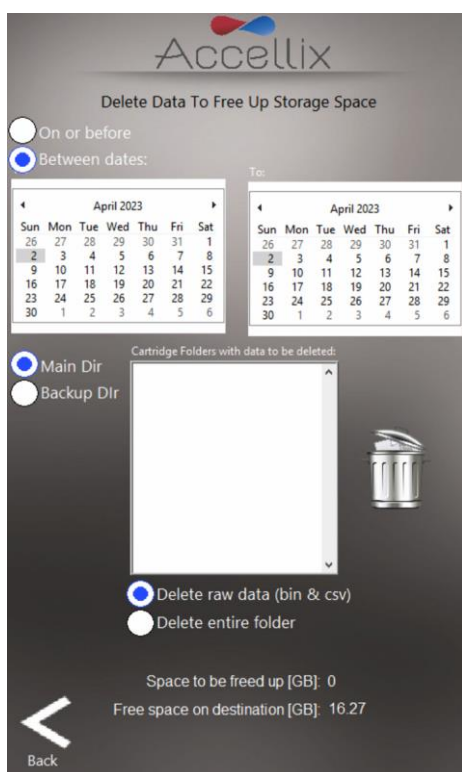 Accellix
Delete Data To Free Up Storage Space
On or before
Between dates:
To:
April 2023
Sun Mon Tue Wed Thu Fri Sat
26 27 28 29 30 31 1
2 3 4 5 6 7 8
9 10 11 12 13 14 15
16 17 18 19 20 21 22
23 24 25 26 27 28 29
30 1 2 3 4 5 6
April 2023
Sun Mon Tue Wed Thu Fri Sat
26 27 28 29 30 31 1
2 3 4 5 6 7 8
9 10 11 12 13 14 15
16 17 18 19 20 21 22
23 24 25 26 27 28 29
30 1 2 3 4 5 6
Main Dir
Backup DIr
Cartridge Folders with data to be deleted:
Delete raw data (bin & csv)
Delete entire folder
Space to be freed up [GB]: 0
Free space on destination [GB]: 16.27
Back